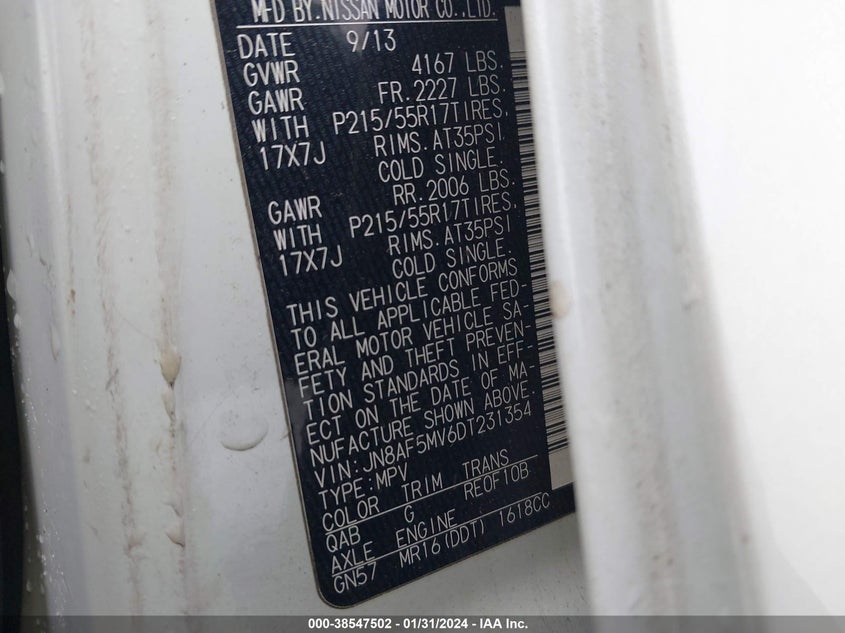 MFD BY.NISSAN MOTOR CO.,LTD.
DATE 9/13
GVWR 4167 LBS.
GAWR FR.2227 LBS.
WITH P215/55R17TIRES.
17X7J RIMS.AT35PSI
COLD SINGLE.
GAWR RR.2006 LBS.
WITH P215/55R17TIRES.
17X7J RIMS.AT35PSI
COLD SINGLE.
THIS VEHICLE CONFORMS
TO ALL APPLICABLE FED-
ERAL MOTOR VEHICLE SA-
FETY AND THEFT PREVEN-
TION STANDARDS IN EFF-
ECT ON THE DATE OF MA-
NUFACTURE SHOWN ABOVE.
VIN:JN8AF5MV6DT231354
TYPE:MPV
COLOR TRIM TRANS
QAB G RE0F10B
AXLE ENGINE
GN57 MR16(DDT) 1618CC
000-38547502 - 01/31/2024 - IAA Inc.